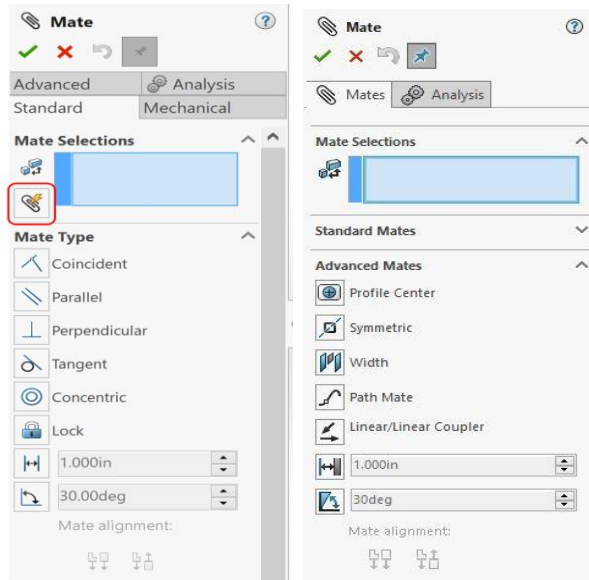 Mate
?
Advanced
Analysis
Standard
Mechanical
Mate Selections
Mate Type
Coincident
Parallel
Perpendicular
Tangent
Concentric
Lock
1.000in
30.00deg
Mate alignment:
Mate
?
Mates
Analysis
Mate Selections
Standard Mates
Advanced Mates
Profile Center
Symmetric
Width
Path Mate
Linear/Linear Coupler
1.000in
30deg
Mate alignment: